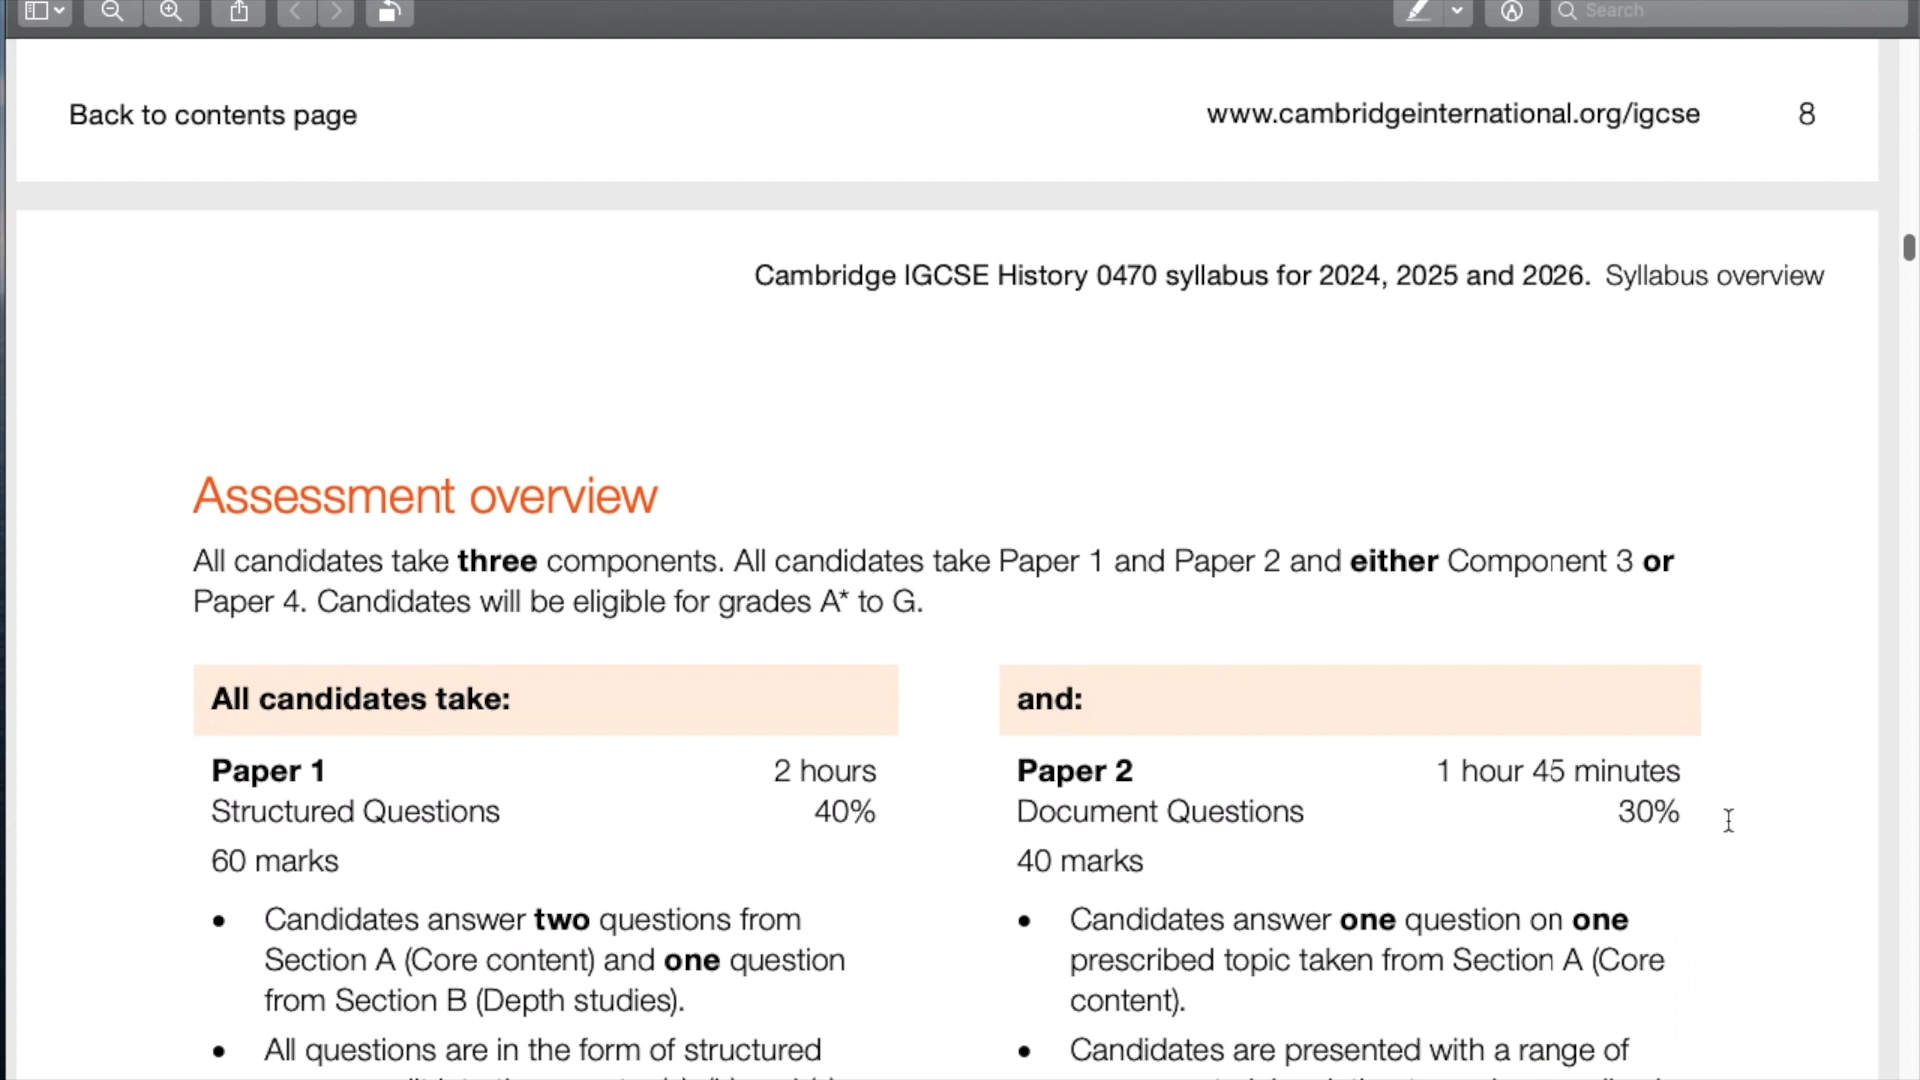 Search
Back to contents page
www.cambridgeinternational.org/igcse 8
Cambridge IGCSE History 0470 syllabus for 2024, 2025 and 2026. Syllabus overview
Assessment overview
All candidates take three components. All candidates take Paper 1 and Paper 2 and either Component 3 or
Paper 4. Candidates will be eligible for grades A* to G.
All candidates take:
Paper 1 2 hours
Structured Questions 40%
60 marks
• Candidates answer two questions from
Section A (Core content) and one question
from Section B (Depth studies).
• All questions are in the form of structured
and:
Paper 2 1 hour 45 minutes
Document Questions 30%
40 marks
• Candidates answer one question on one
prescribed topic taken from Section A (Core
content).
• Candidates are presented with a range of